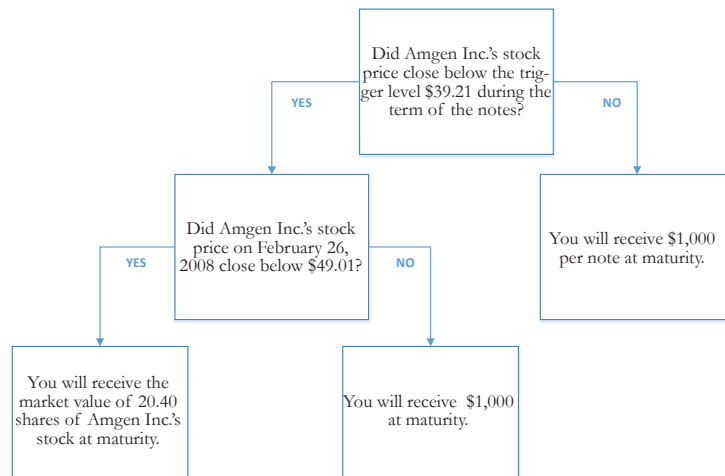 Did Amgen Inc.'s stock
price close below the trig-
ger level $39.21 during the
term of the notes?
YES
NO
Did Amgen Inc.'s stock
price on February 26,
2008 close below $49.01?
You will receive $1,000
per note at maturity.
YES
NO
You will receive the
market value of 20.40
shares of Amgen Inc.'s
stock at maturity.
You will receive $1,000
at maturity.